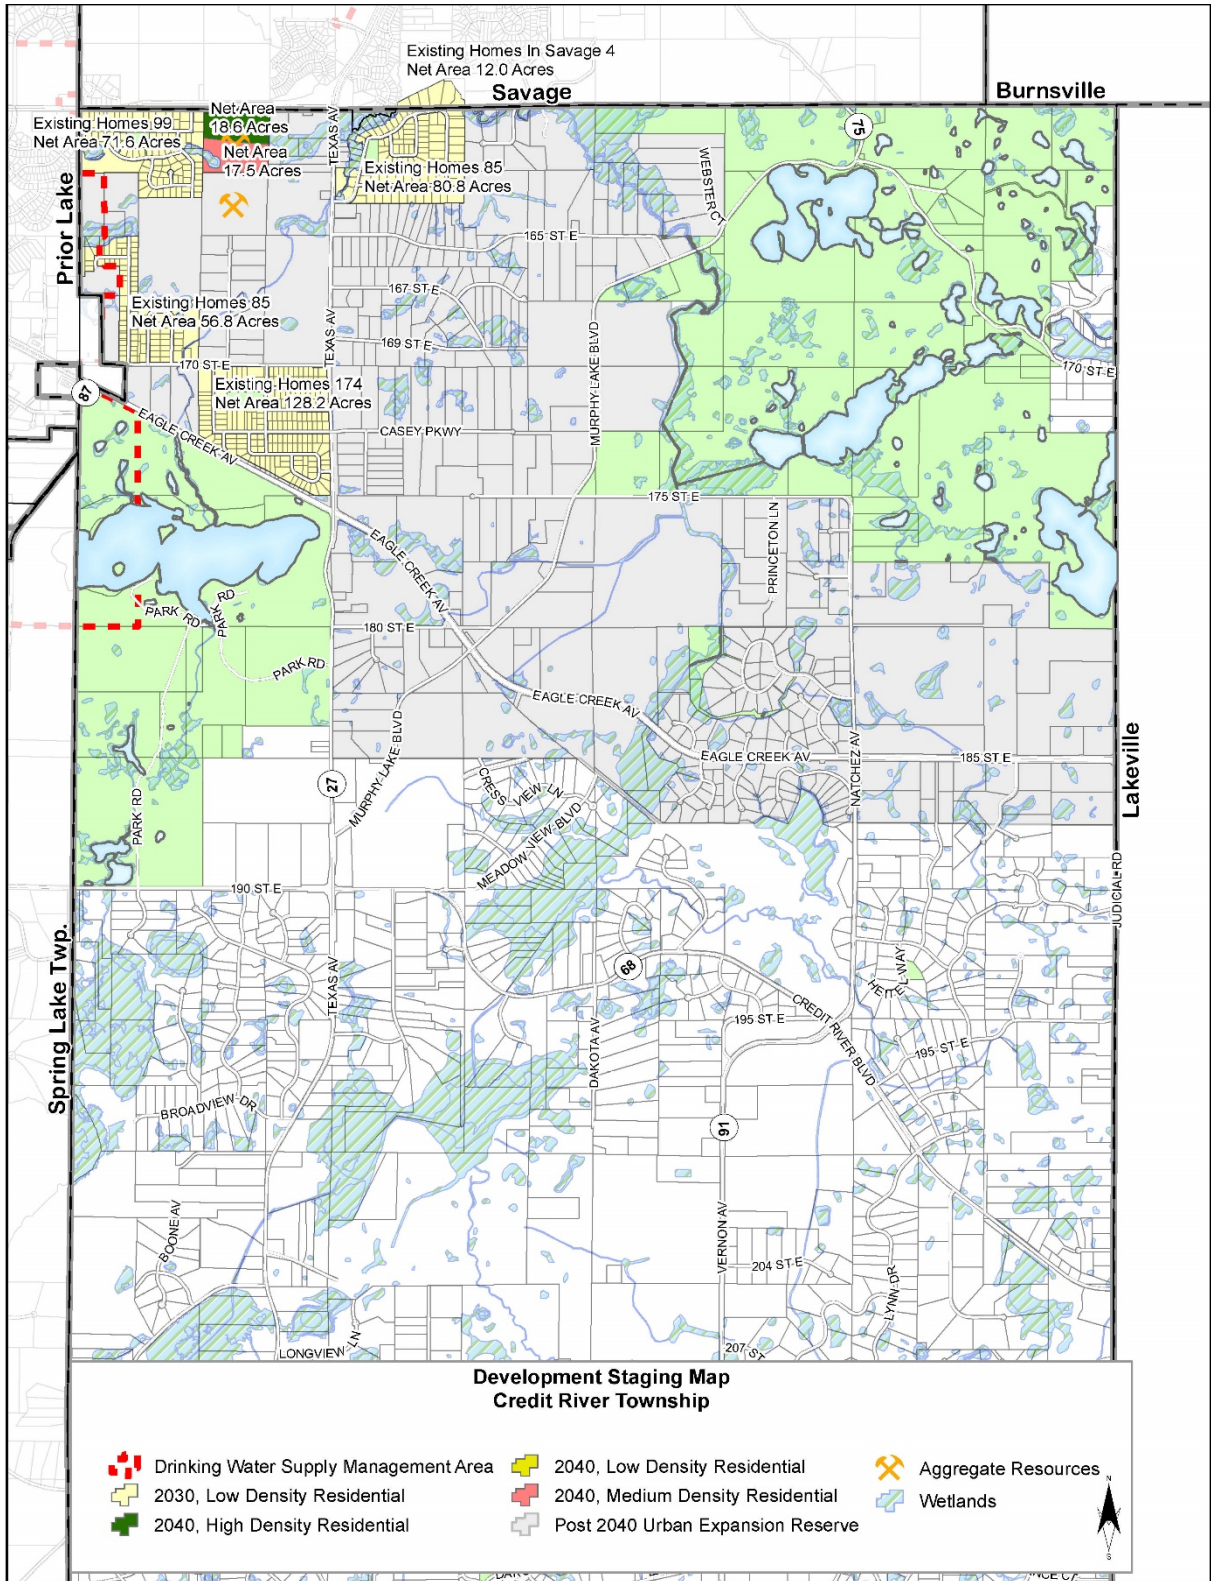 Existing Homes In Savage 4
Net Area 12.0 Acres
Savage
Burnsville
Net Area
18.6 Acres
Existing Homes 99
Net Area 71.6 Acres
Net Area
17.5 Acres
TEXAS AV
75
Existing Homes 85
Net Area 80.8 Acres
WEBSTER CT
Prior Lake
165 ST E
167 ST E
Existing Homes 85
Net Area 56.8 Acres
TEXAS AV
169 ST E
MURPHY LAKE BLVD
170 ST E
170 ST E
Existing Homes 174
Net Area 128.2 Acres
87
EAGLE CREEK AV
CASEY PKWY
175 ST E
PRINCETON LN
EAGLE CREEK AV
PARK RD
PARK RD
180 ST E
PARK RD
EAGLE CREEK AV
MURPHY LAKE BLVD
EAGLE CREEK AV
185 ST E
NATCHEZ AV
Lakeville
27
CRESS VIEW LN
PARK RD
MEADOW VIEW BLVD
190 ST E
JUDICIAL RD
Spring Lake Twp.
68
HEITEL WAY
TEXAS AV
CREDIT RIVER BLVD
195 ST E
195 ST E
DAKOTA AV
BROADVIEW DR
91
BOONE AV
VERNON AV
204 ST E
LYNN DR
LONGVIEW LN
207 ST
Development Staging Map
Credit River Township
Drinking Water Supply Management Area
2030, Low Density Residential
2040, High Density Residential
2040, Low Density Residential
2040, Medium Density Residential
Post 2040 Urban Expansion Reserve
Aggregate Resources
Wetlands
N
S